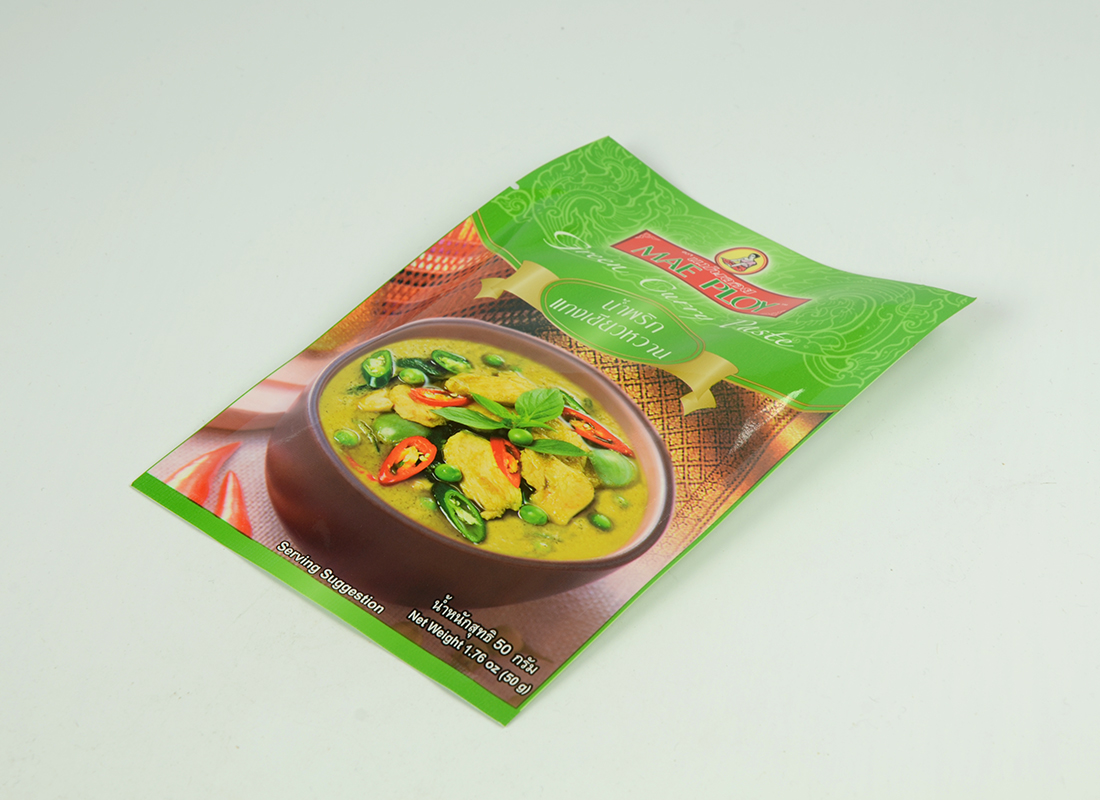 MAE PLOY
Green Curry Paste
น้ำพริก
แกงเขียวหวาน
Serving Suggestion
น้ำหนักสุทธิ 50 กรัม
Net Weight 1.76 oz (50 g)